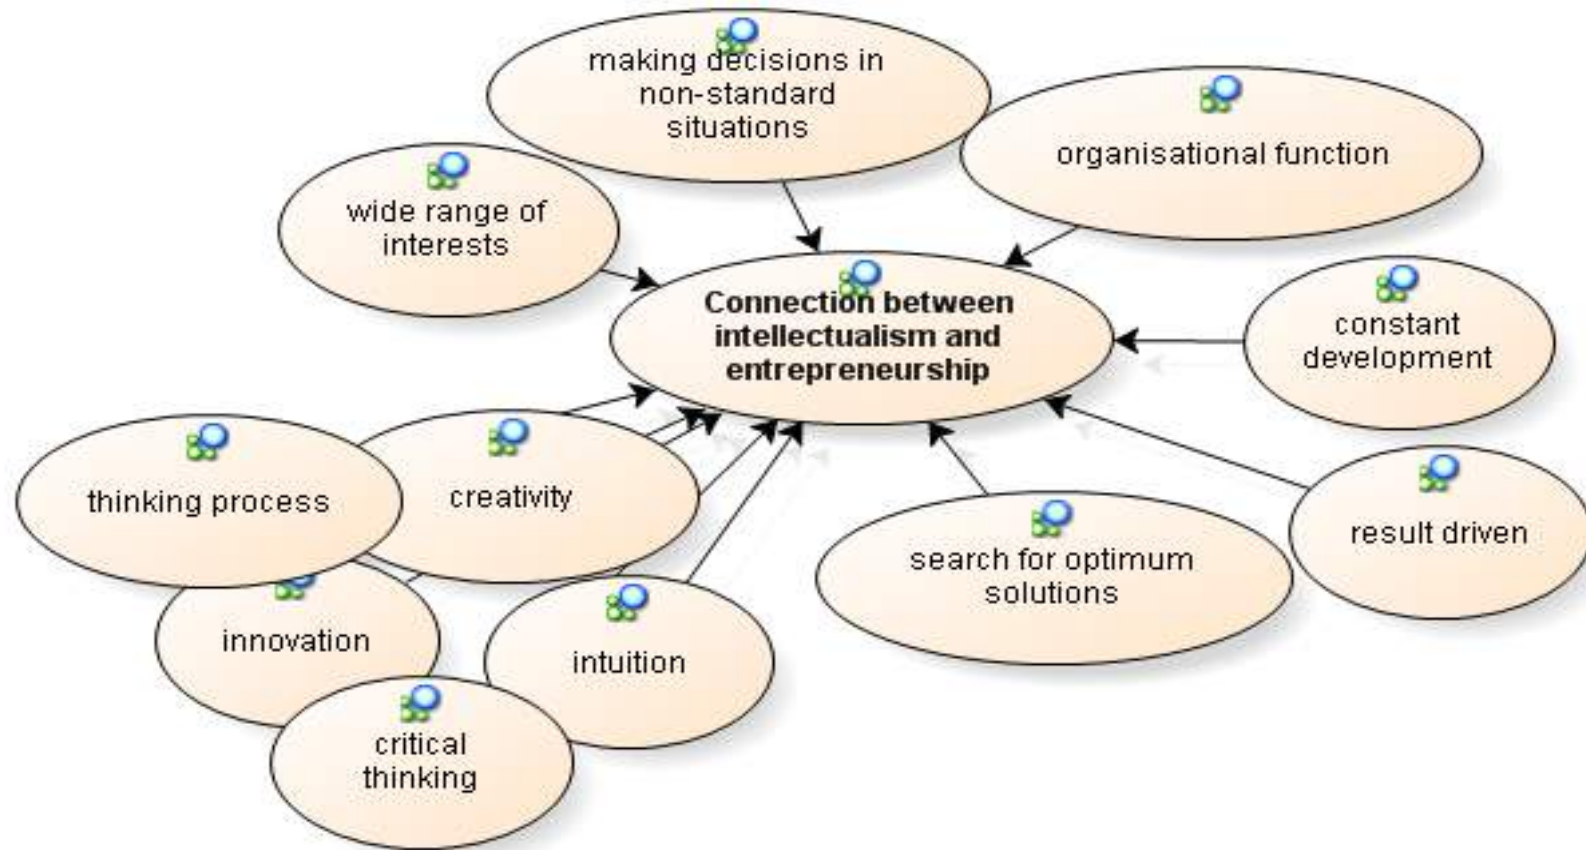 making decisions in
non-standard
situations
organisational function
wide range of
interests
Connection between
intellectualism and
entrepreneurship
constant
development
thinking process
creativity
search for optimum
solutions
result driven
innovation
intuition
critical
thinking